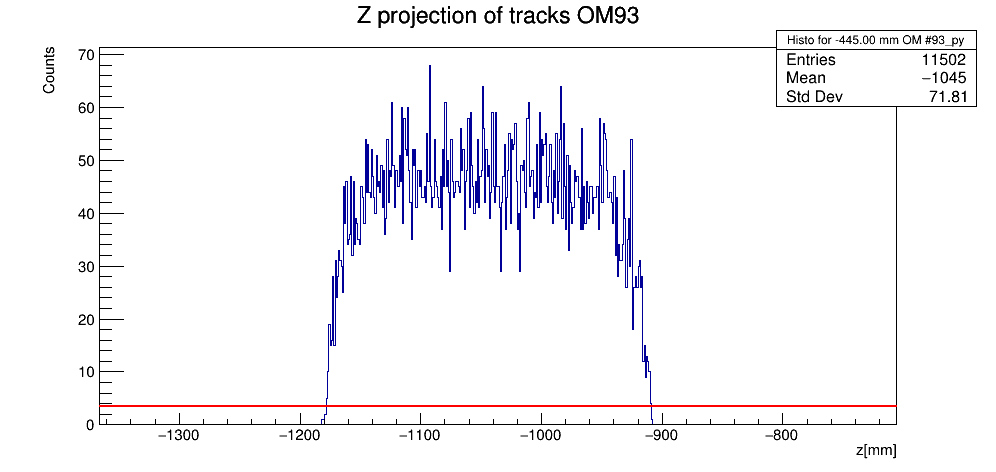 Z projection of tracks OM93
Histo for -445.00 mm OM #93_py
Entries 11502
Mean −1045
Std Dev 71.81
Counts
70
60
50
40
30
20
10
0
−1300 −1200 −1100 −1000 −900 −800
z[mm]